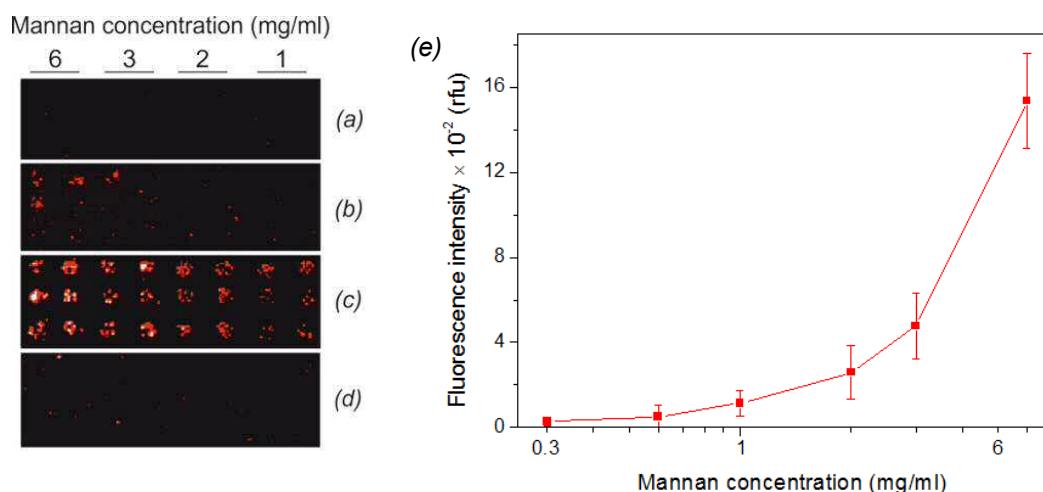 Mannan concentration (mg/ml)
6 3 2 1
(a)
(b)
(c)
(d)
(e)
Fluorescence intensity × 10⁻² (rfu)
16
12
8
4
0
0.3 1 6
Mannan concentration (mg/ml)